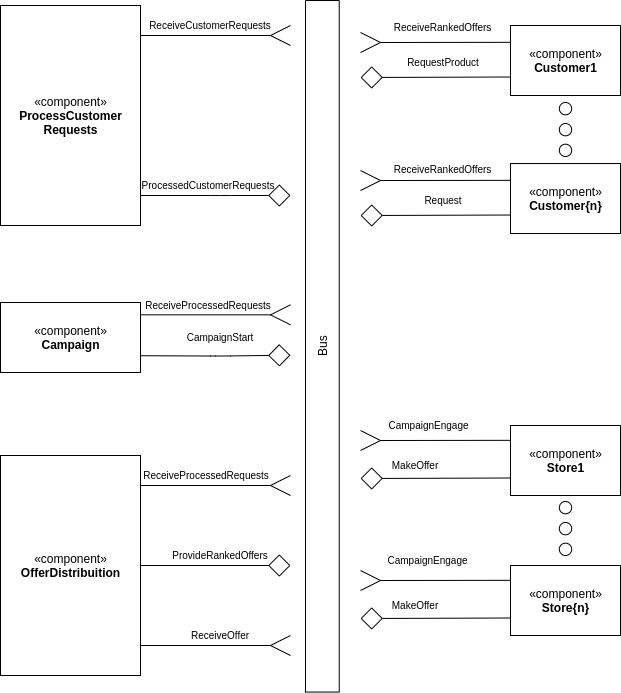 ReceiveCustomerRequests
«component»
ProcessCustomer
Requests
ProcessedCustomerRequests
ReceiveProcessedRequests
«component»
Campaign
CampaignStart
ReceiveProcessedRequests
«component»
OfferDistribuition
ProvideRankedOffers
ReceiveOffer
Bus
ReceiveRankedOffers
«component»
Customer1
RequestProduct
ReceiveRankedOffers
«component»
Customer{n}
Request
CampaignEngage
«component»
Store1
MakeOffer
CampaignEngage
«component»
Store{n}
MakeOffer